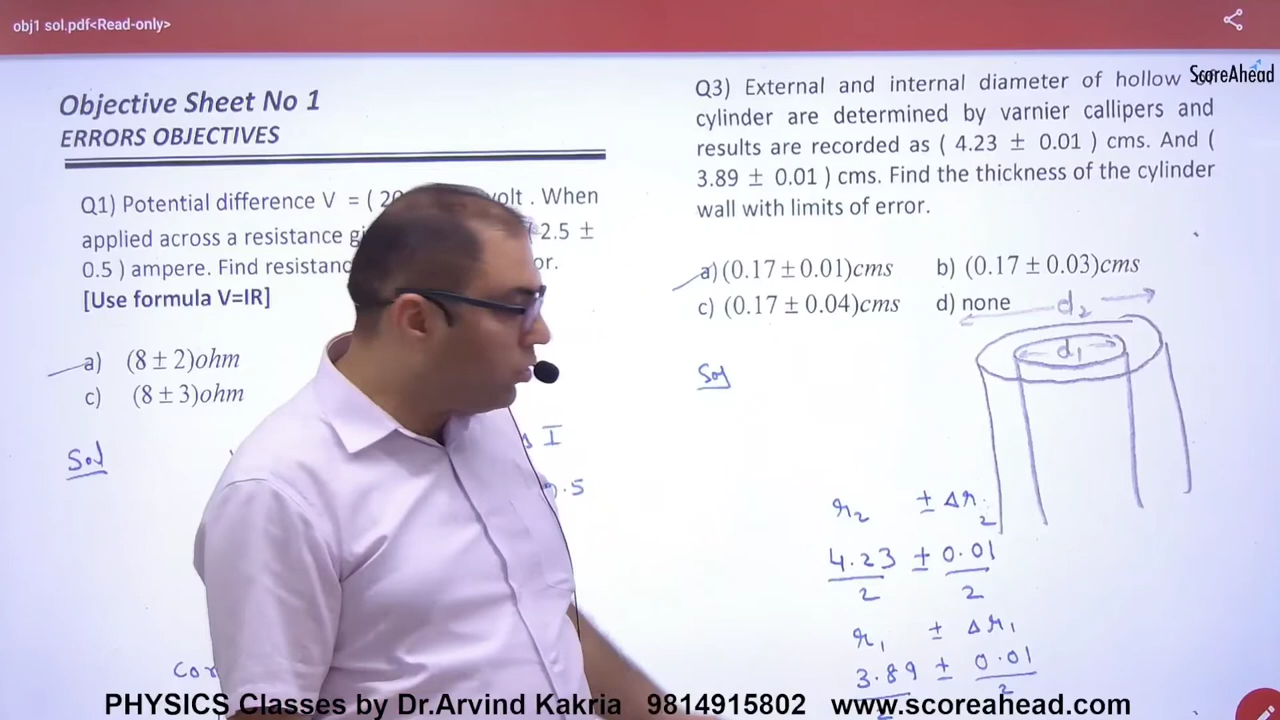 obj1 sol.pdf<Read-only>
ScoreAhead
Objective Sheet No 1
ERRORS OBJECTIVES
Q1) Potential difference V = ( 20 volt . When
applied across a resistance 2.5 ±
0.5 ) ampere. Find
[Use formula V=IR]
a) (8 ± 2)ohm
c) (8 ± 3)ohm
Sol
I
.5
Q3) External and internal diameter of hollow
cylinder are determined by varnier callipers and
results are recorded as ( 4.23 ± 0.01 ) cms. And (
3.89 ± 0.01 ) cms. Find the thickness of the cylinder
wall with limits of error.
a) (0.17 ± 0.01)cms b) (0.17 ± 0.03)cms
c) (0.17 ± 0.04)cms d) none
d₂
d₁
Sol
r₂ ± Δr₂
4.23 ± 0.01
2 2
r₁ ± Δr₁
3.89 ± 0.01
2 2
PHYSICS Classes by Dr.Arvind Kakria 9814915802 www.scoreahead.com